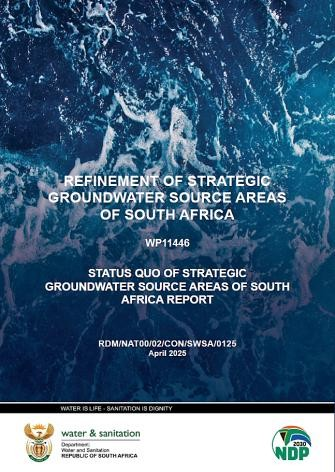 REFINEMENT OF STRATEGIC
GROUNDWATER SOURCE AREAS
OF SOUTH AFRICA
WP11446
STATUS QUO OF STRATEGIC
GROUNDWATER SOURCE AREAS OF SOUTH
AFRICA REPORT
RDM/NAT00/02/CON/SWSA/0125
April 2025
WATER IS LIFE - SANITATION IS DIGNITY
water & sanitation
Department:
Water and Sanitation
REPUBLIC OF SOUTH AFRICA
2030
NDP